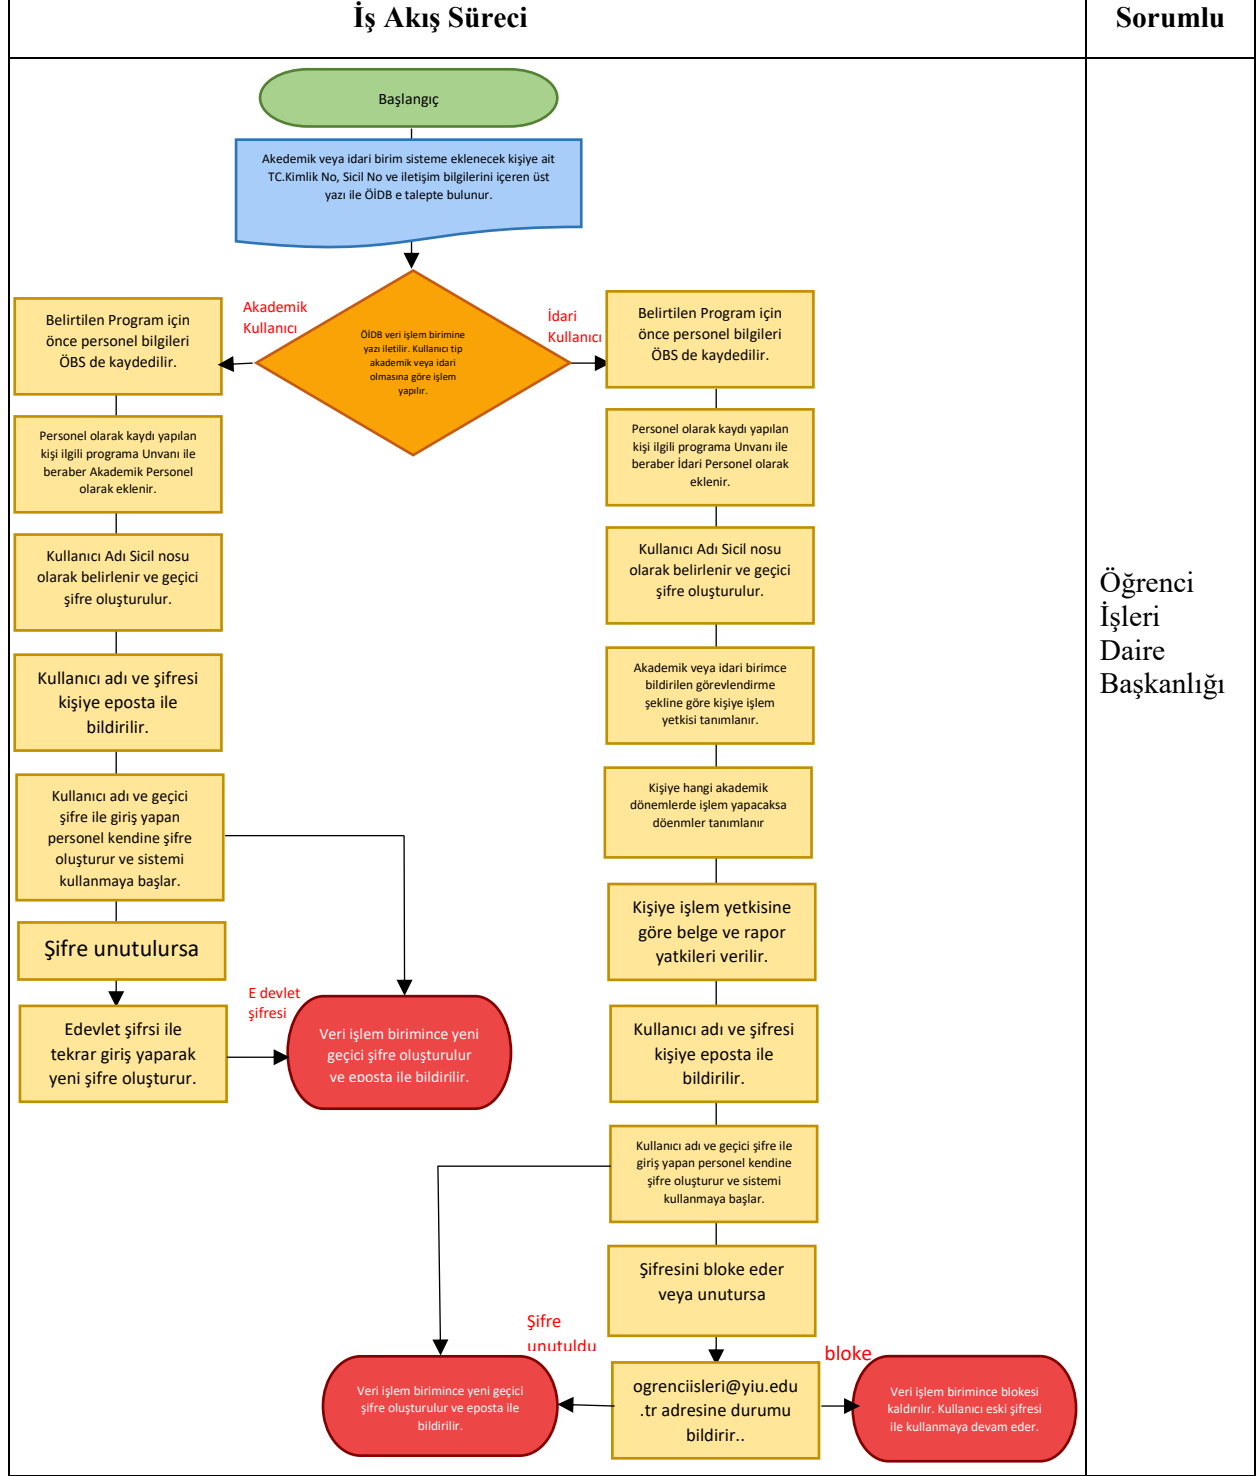 İş Akış Süreci
Sorumlu
Başlangıç
Akedemik veya idari birim sisteme eklenecek kişiye ait
TC.Kimlik No, Sicil No ve iletişim bilgilerini içeren üst
yazı ile ÖİDB e talepte bulunur.
Akademik
Kullanıcı
ÖİDB veri işlem birimine
yazı iletilir. Kullanıcı tip
akademik veya idari
olmasına göre işlem
yapılır.
İdari
Kullanıcı
Belirtilen Program için
önce personel bilgileri
ÖBS de kaydedilir.
Personel olarak kaydı yapılan
kişi ilgili programa Unvanı ile
beraber Akademik Personel
olarak eklenir.
Kullanıcı Adı Sicil nosu
olarak belirlenir ve geçici
şifre oluşturulur.
Kullanıcı adı ve şifresi
kişiye eposta ile
bildirilir.
Kullanıcı adı ve geçici
şifre ile giriş yapan
personel kendine şifre
oluşturur ve sistemi
kullanmaya başlar.
Şifre unutulursa
Edevlet şifrsi ile
tekrar giriş yaparak
yeni şifre oluşturur.
E devlet
şifresi
Veri işlem birimince yeni
geçici şifre oluşturulur
ve eposta ile bildirilir.
Belirtilen Program için
önce personel bilgileri
ÖBS de kaydedilir.
Personel olarak kaydı yapılan
kişi ilgili programa Unvanı ile
beraber İdari Personel olarak
eklenir.
Kullanıcı Adı Sicil nosu
olarak belirlenir ve geçici
şifre oluşturulur.
Akademik veya idari birimce
bildirilen görevlendirme
şekline göre kişiye işlem
yetkisi tanımlanır.
Kişiye hangi akademik
dönemlerde işlem yapacaksa
döenmler tanımlanır
Kişiye işlem yetkisine
göre belge ve rapor
yatkileri verilir.
Kullanıcı adı ve şifresi
kişiye eposta ile
bildirilir.
Kullanıcı adı ve geçici şifre ile
giriş yapan personel kendine
şifre oluşturur ve sistemi
kullanmaya başlar.
Şifresini bloke eder
veya unutursa
Şifre
unutuldu
bloke
Veri işlem birimince yeni geçici
şifre oluşturulur ve eposta ile
bildirilir.
ogrenciisleri@yiu.edu
.tr adresine durumu
bildirir..
Veri işlem birimince blokesi
kaldırılır. Kullanıcı eski şifresi
ile kullanmaya devam eder.
Öğrenci
İşleri
Daire
Başkanlığı